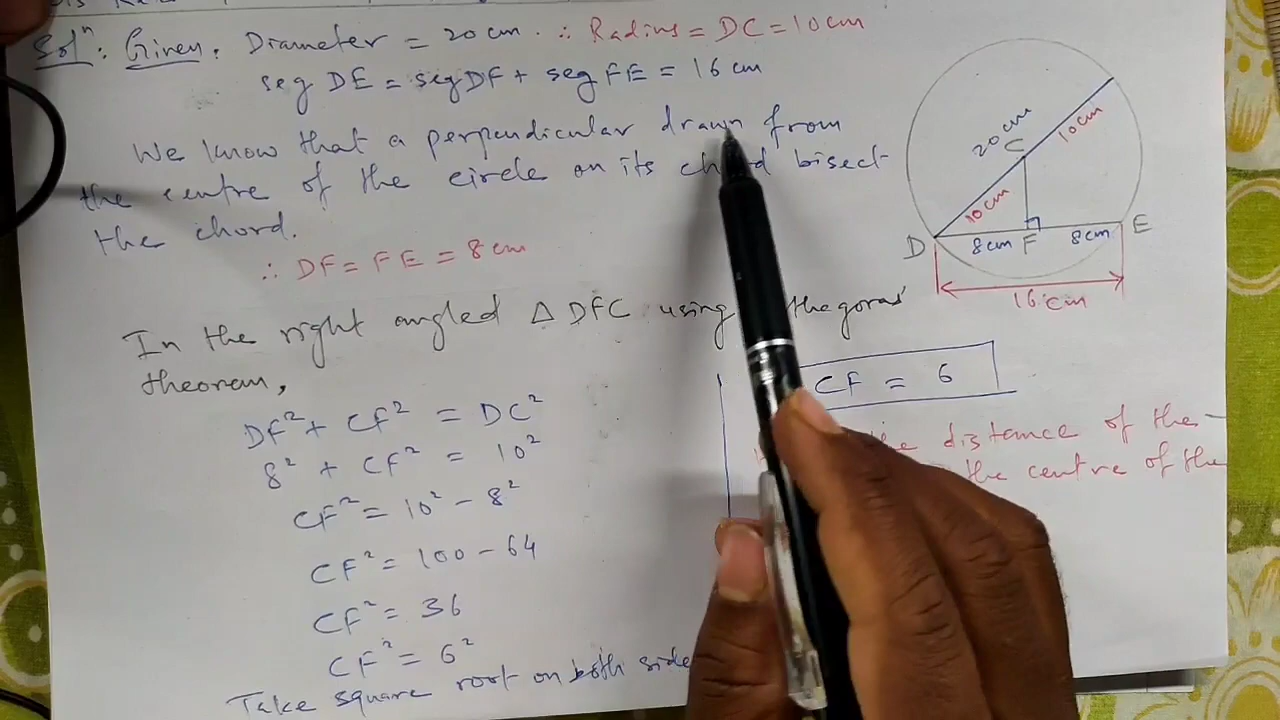 Solⁿ: Given: Diameter = 20 cm. ∴ Radius = DC = 10 cm
seg DE = seg DF + seg FE = 16 cm
We know that a perpendicular drawn from
the centre of the circle on its chord bisect
the chord.
∴ DF = FE = 8 cm
In the right angled Δ DFC using thegoras'
theorem,
DF² + CF² = DC²
8² + CF² = 10²
CF² = 10² - 8²
CF² = 100 - 64
CF² = 36
CF² = 6²
Take square root on both side
CF = 6
the distance of the
the centre of the
20 cm
C
10 cm
10 cm
D
8 cm
F
8 cm
E
16 cm